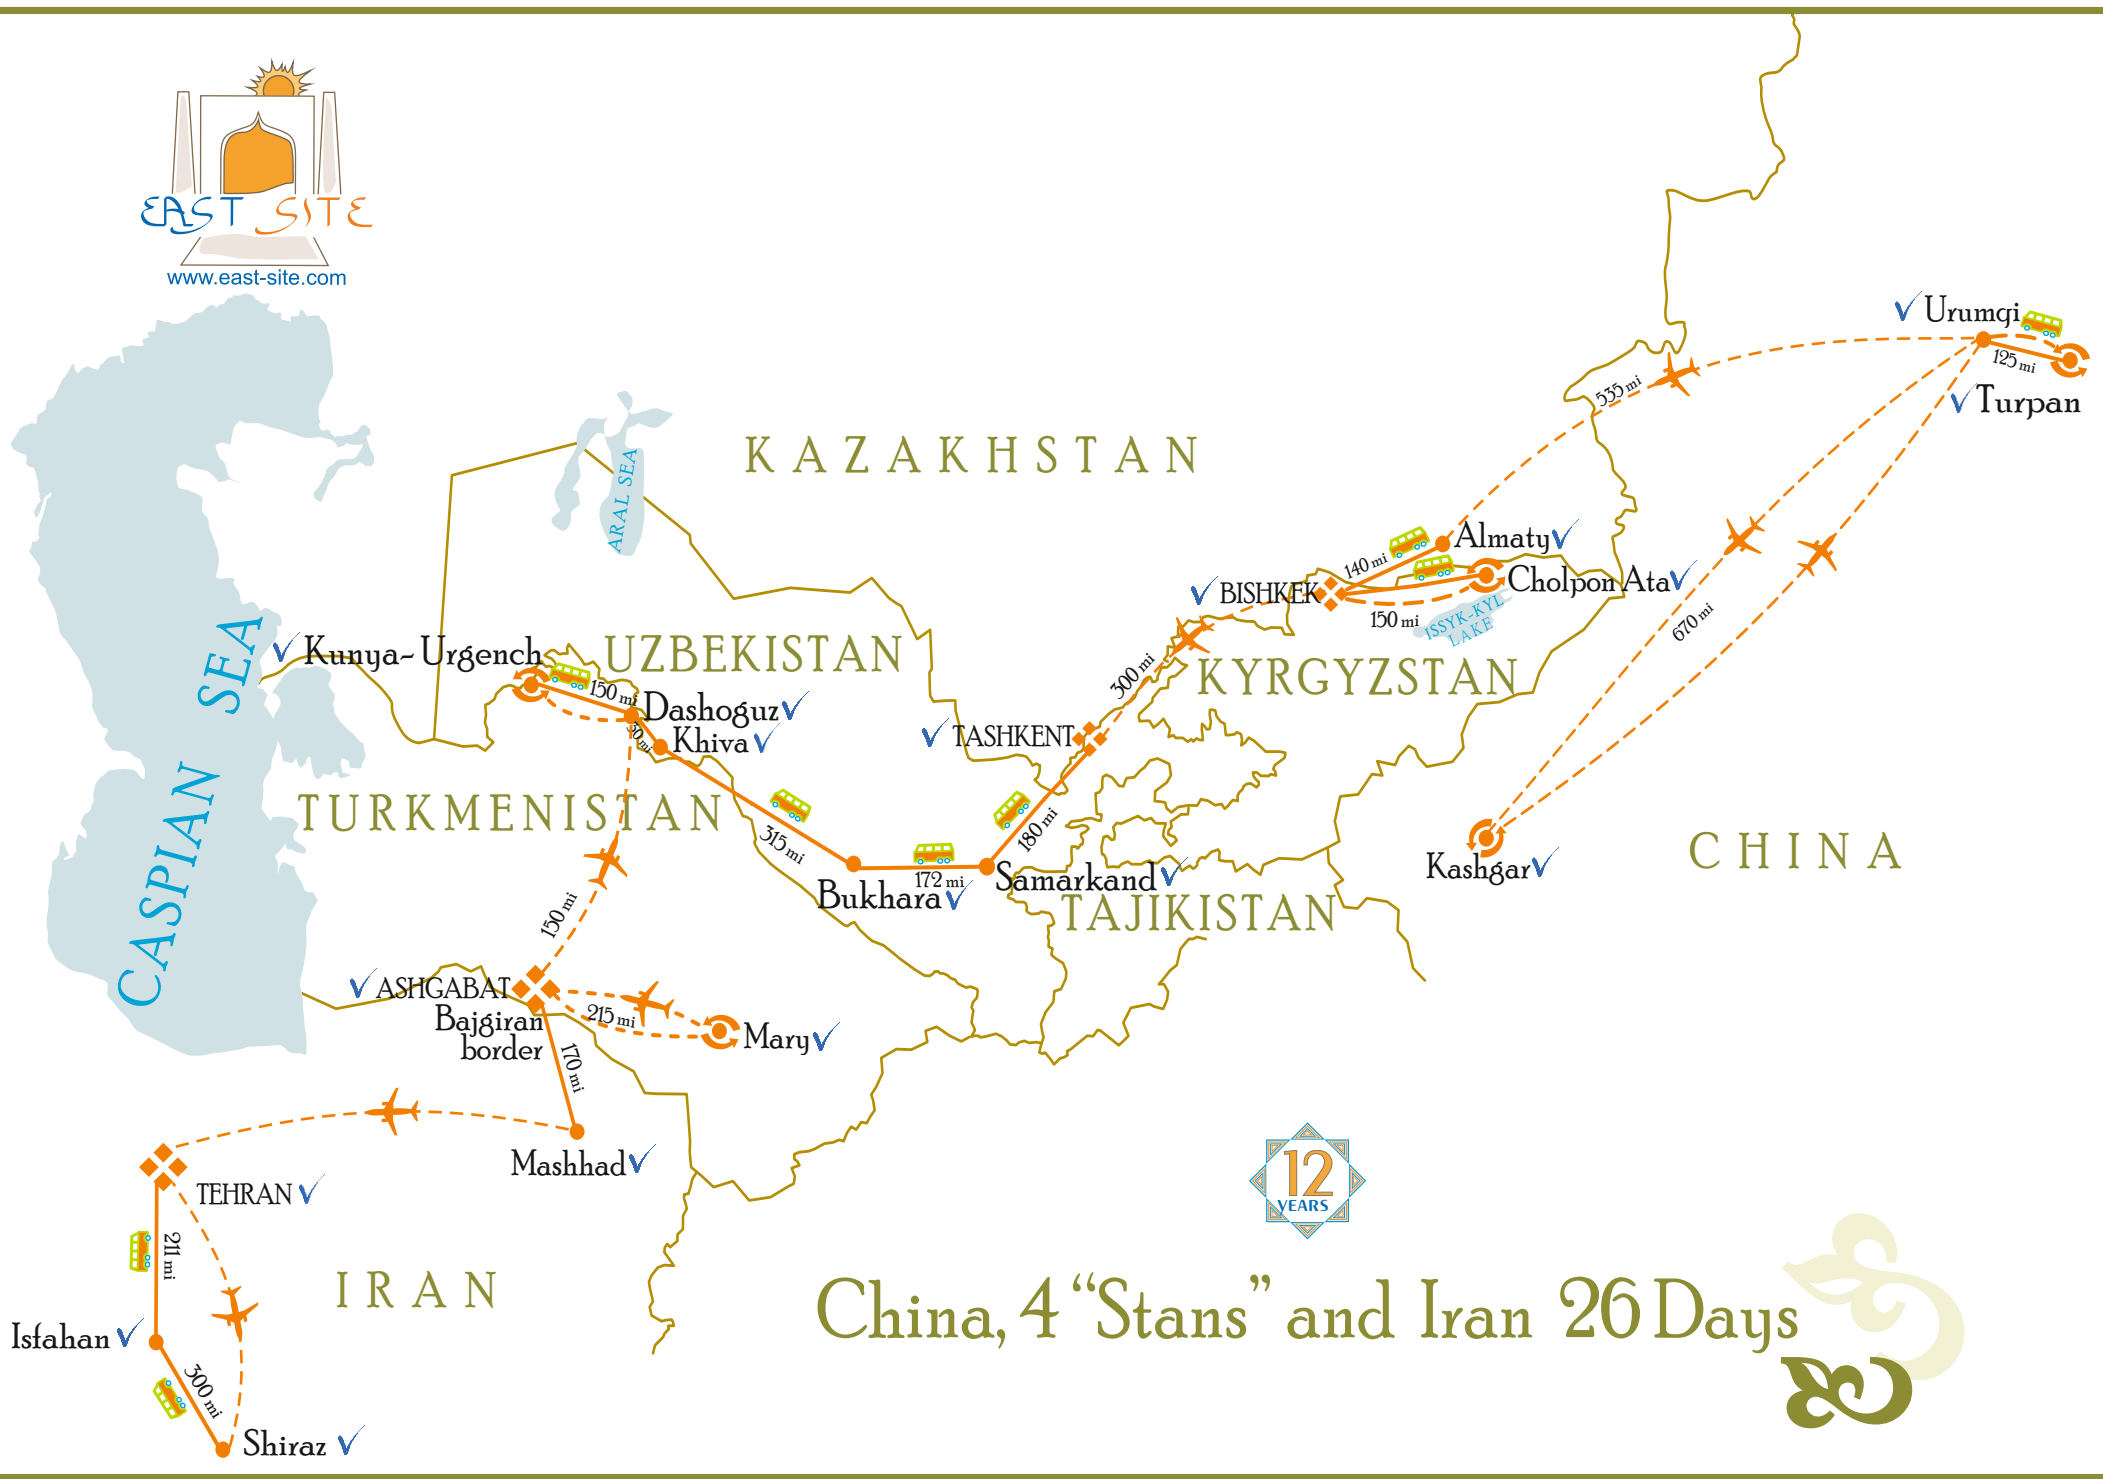 EAST SITE
www.east-site.com
Urumqi
125 mi
Turpan
535 mi
KAZAKHSTAN
ARAL SEA
Almaty
140 mi
Cholpon Ata
BISHKEK
150 mi
ISSYK-KYL
LAKE
670 mi
CASPIAN SEA
Kunya-Urgench
UZBEKISTAN
300 mi
KYRGYZSTAN
150 mi
Dashoguz
50 mi
Khiva
TASHKENT
TURKMENISTAN
315 mi
180 mi
CHINA
Kashgar
172 mi
Bukhara
Samarkand
TAJIKISTAN
150 mi
ASHGABAT
Bajgiran
border
215 mi
Mary
170 mi
Mashhad
TEHRAN
211 mi
IRAN
Isfahan
300 mi
Shiraz
12
YEARS
China, 4 “Stans” and Iran 26 Days